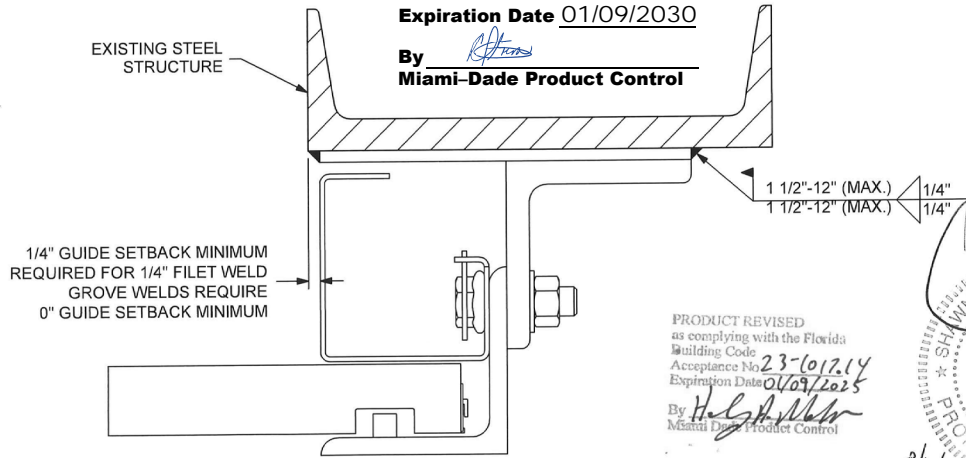 Expiration Date 01/09/2030
By
Miami–Dade Product Control
EXISTING STEEL
STRUCTURE
1 1/2"-12" (MAX.) 1/4"
1 1/2"-12" (MAX.) 1/4"
1/4" GUIDE SETBACK MINIMUM
REQUIRED FOR 1/4" FILET WELD
GROVE WELDS REQUIRE
0" GUIDE SETBACK MINIMUM
PRODUCT REVISED
as complying with the Florida
Building Code
Acceptance No 23-1017.14
Expiration Date 01/09/2025
By
Miami Dade Product Control
★ SHAWN
PRO